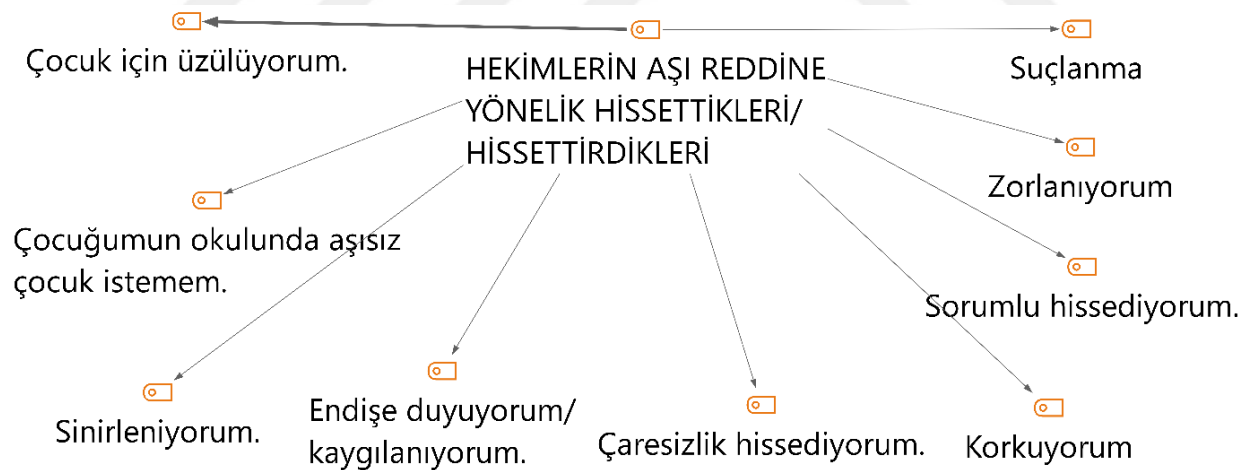 Çocuk için üzülüyorum.
HEKİMLERİN AŞI REDDİNE
YÖNELİK HİSSETTİKLERİ/
HİSSETTİRDİKLERİ
Suçlanma
Zorlanıyorum
Çocuğumun okulunda aşısız
çocuk istemem.
Sorumlu hissediyorum.
Sinirleniyorum.
Endişe duyuyorum/
kaygılanıyorum.
Çaresizlik hissediyorum.
Korkuyorum